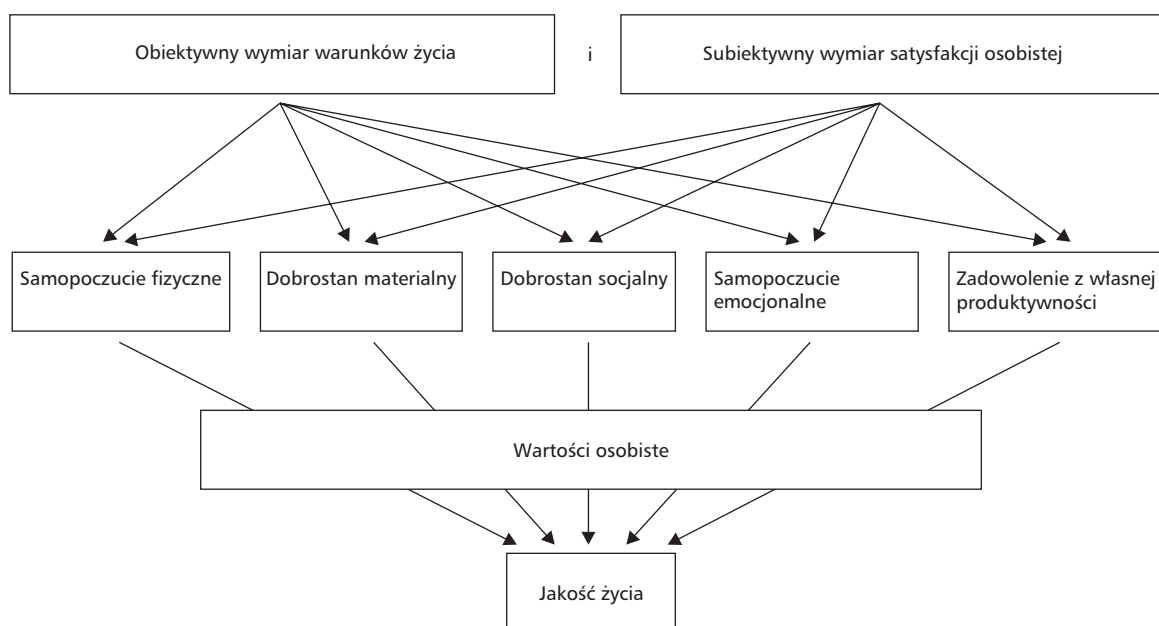 Obiektywny wymiar warunków życia
i
Subiektywny wymiar satysfakcji osobistej
Samopoczucie fizyczne
Dobrostan materialny
Dobrostan socjalny
Samopoczucie
emocjonalne
Zadowolenie z własnej
produktywności
Wartości osobiste
Jakość życia